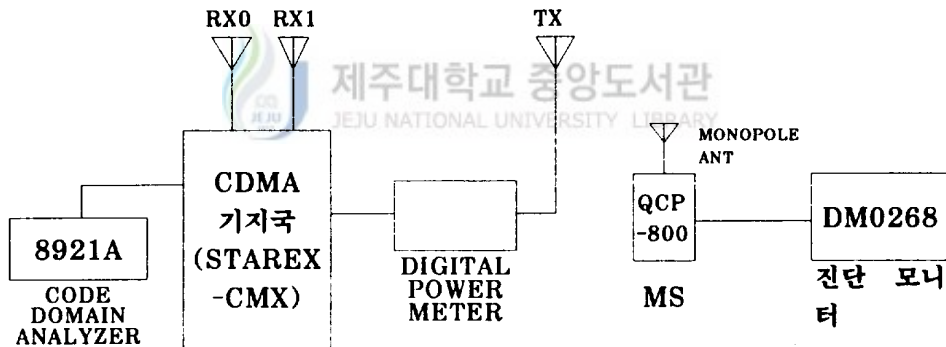 RX0 RX1
TX
제주대학교 중앙도서관
JEJU NATIONAL UNIVERSITY LIBRARY
JEJU
MONOPOLE
ANT
CDMA
기지국
(STAREX
-CMX)
8921A
CODE
DOMAIN
ANALYZER
DIGITAL
POWER
METER
QCP
-800
MS
DM0268
진단 모니
터